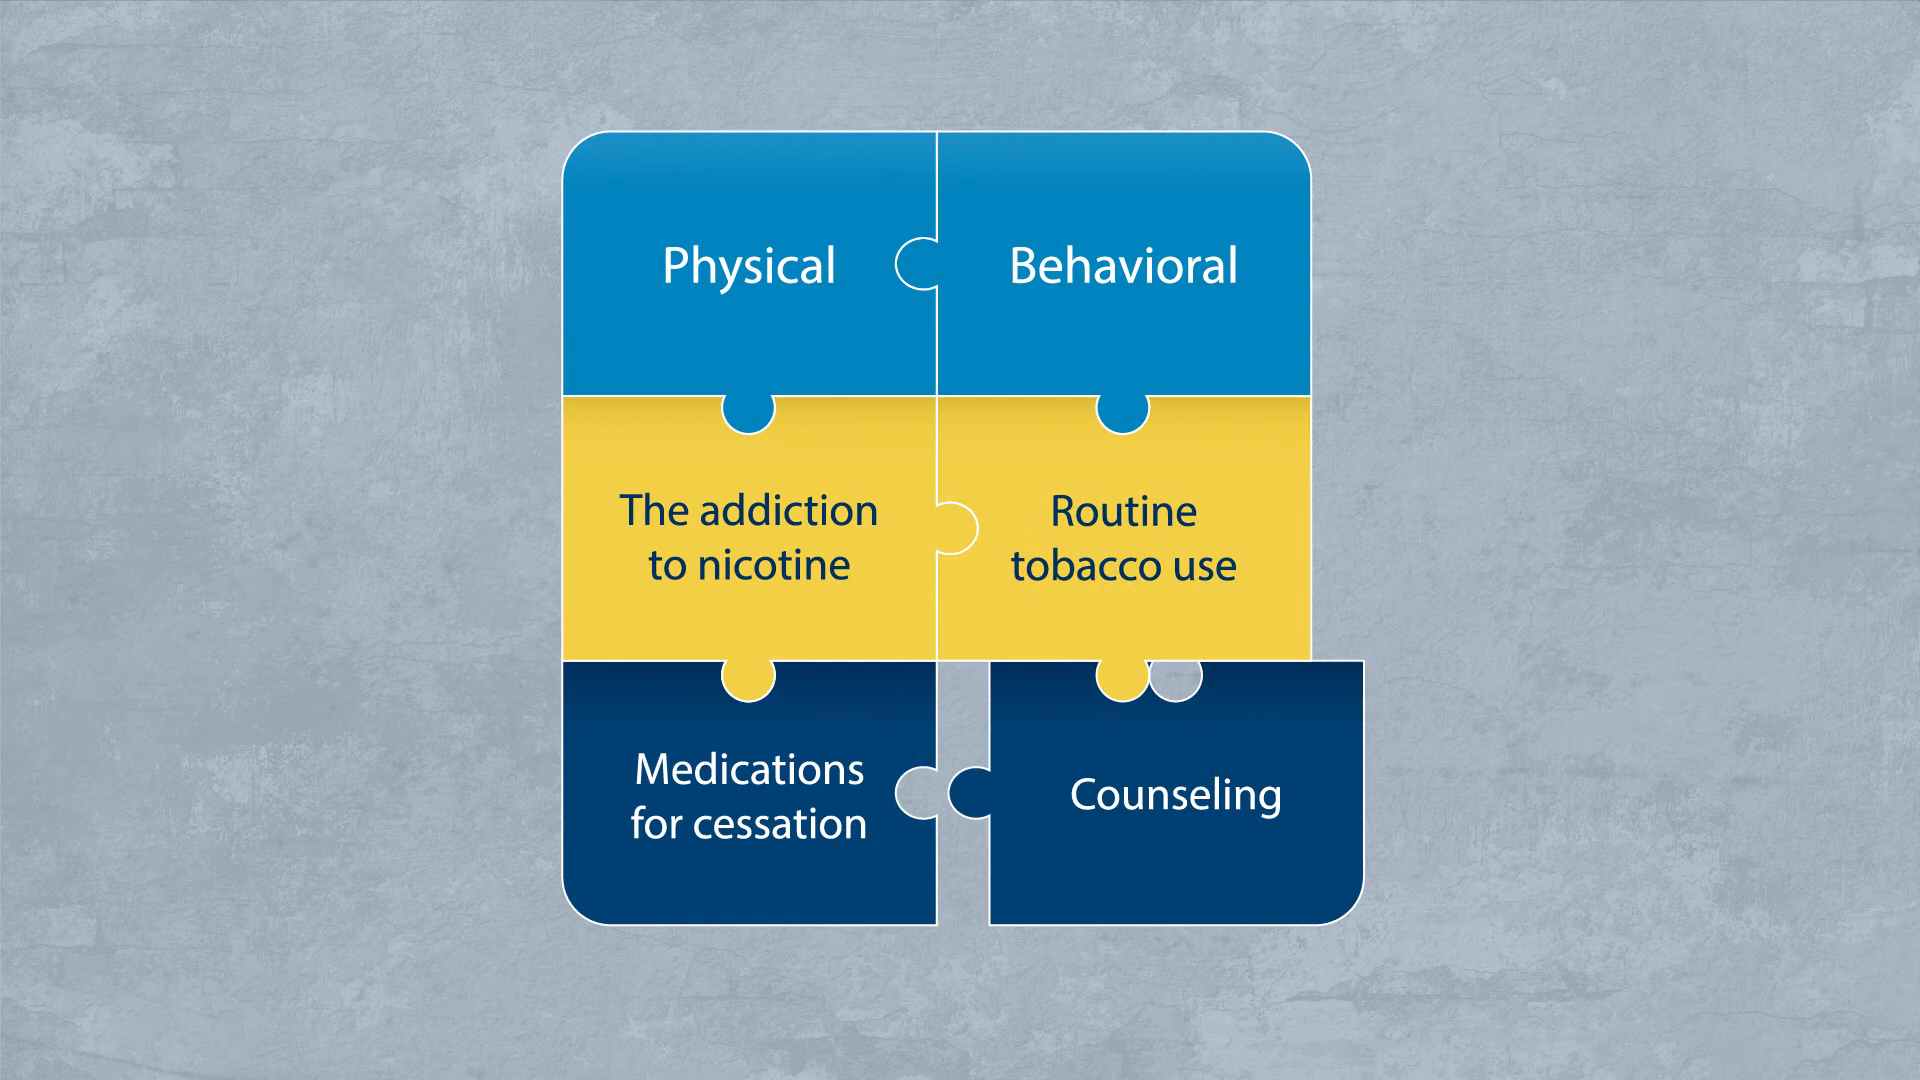 Physical
Behavioral
The addiction
to nicotine
Routine
tobacco use
Medications
for cessation
Counseling